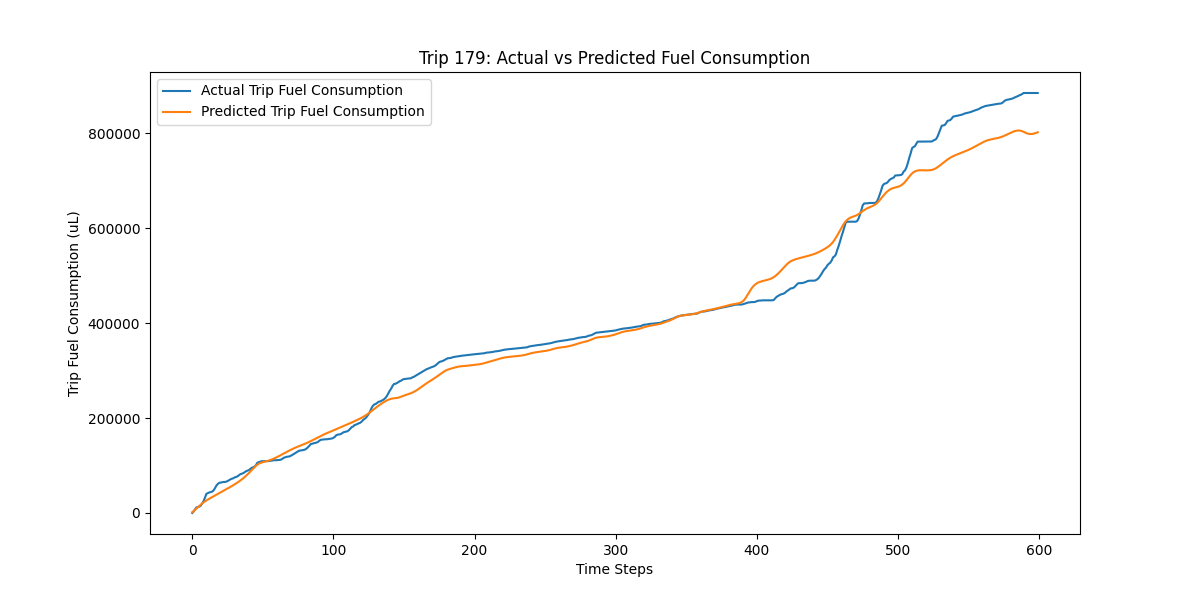 Trip 179: Actual vs Predicted Fuel Consumption
Actual Trip Fuel Consumption
Predicted Trip Fuel Consumption
Trip Fuel Consumption (uL)
800000
600000
400000
200000
0
0 100 200 300 400 500 600
Time Steps